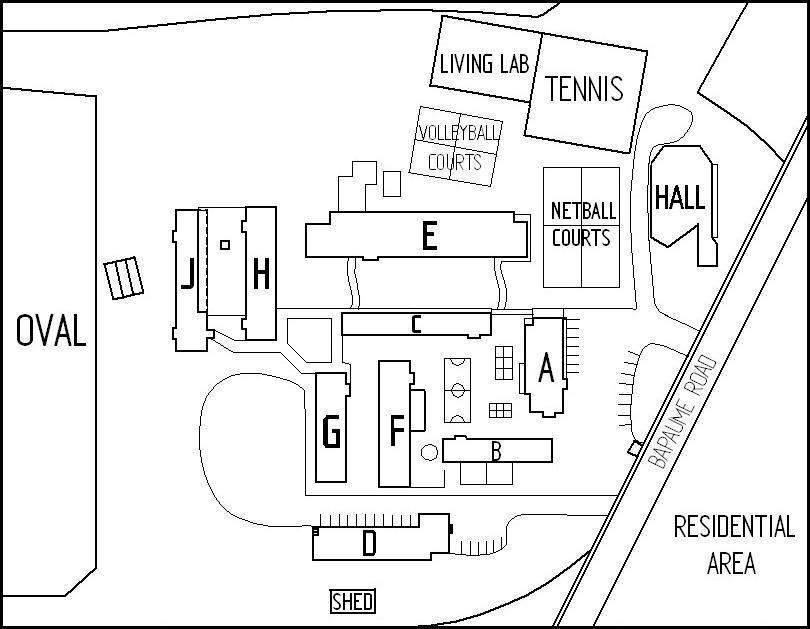 LIVING LAB
TENNIS
VOLLEYBALL
COURTS
HALL
NETBALL
COURTS
E
J
H
OVAL
C
A
G
F
B
BAPAUME ROAD
D
RESIDENTIAL
AREA
SHED